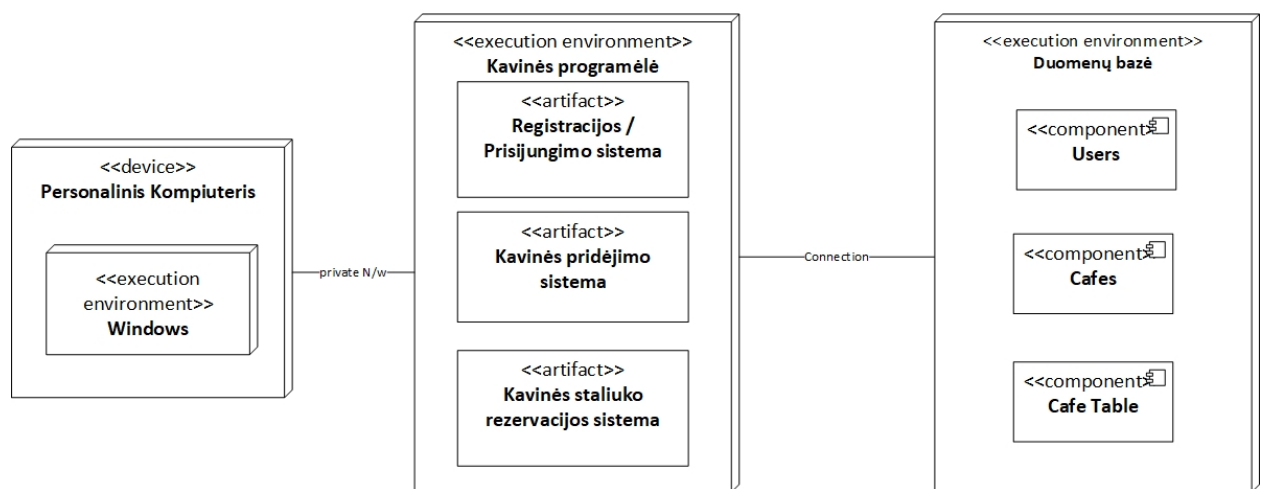 <<device>>
Personalinis Kompiuteris
<<execution
environment>>
Windows
private N/w
<<execution environment>>
Kavinės programėlė
<<artifact>>
Registracijos /
Prisijungimo sistema
<<artifact>>
Kavinės pridėjimo
sistema
<<artifact>>
Kavinės staliuko
rezervacijos sistema
Connection
<<execution environment>>
Duomenų bazė
<<component>>
Users
<<component>>
Cafes
<<component>>
Cafe Table